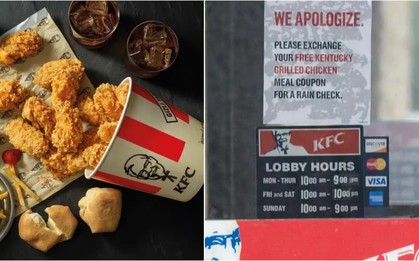 KFC
WE APOLOGIZE.
PLEASE EXCHANGE
YOUR FREE KENTUCKY
GRILLED CHICKEN
MEAL COUPON
FOR A RAIN CHECK.
KFC
LOBBY HOURS
MON - THUR 10:00 am - 9:00 pm
FRI and SAT 10:00 am - 10:00 pm
SUNDAY 10:00 am - 9:00 pm
VISA